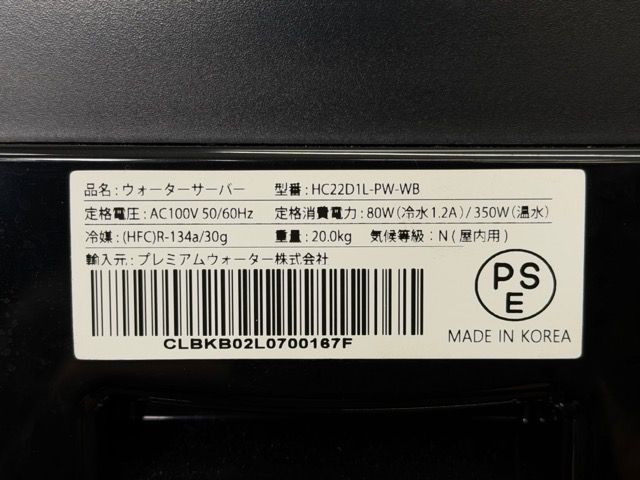 品名：ウォーターサーバー 型番：HC22D1L-PW-WB
定格電圧：AC100V 50/60Hz 定格消費電力：80W（冷水1.2A）/350W（温水）
冷媒：(HFC)R-134a/30g 重量：20.0kg 気候等級：N（屋内用）
輸入元：プレミアムウォーター株式会社
PS
E
CLBKB02L0700167F
MADE IN KOREA